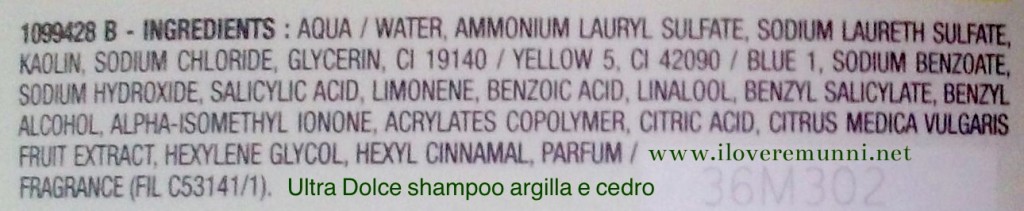 1099428 B - INGREDIENTS : AQUA / WATER, AMMONIUM LAURYL SULFATE, SODIUM LAURETH SULFATE,
KAOLIN, SODIUM CHLORIDE, GLYCERIN, CI 19140 / YELLOW 5, CI 42090 / BLUE 1, SODIUM BENZOATE,
SODIUM HYDROXIDE, SALICYLIC ACID, LIMONENE, BENZOIC ACID, LINALOOL, BENZYL SALICYLATE, BENZYL
ALCOHOL, ALPHA-ISOMETHYL IONONE, ACRYLATES COPOLYMER, CITRIC ACID, CITRUS MEDICA VULGARIS
FRUIT EXTRACT, HEXYLENE GLYCOL, HEXYL CINNAMAL, PARFUM / www.iloveremunni.net
FRAGRANCE (FIL C53141/1). Ultra Dolce shampoo argilla e cedro 36M302